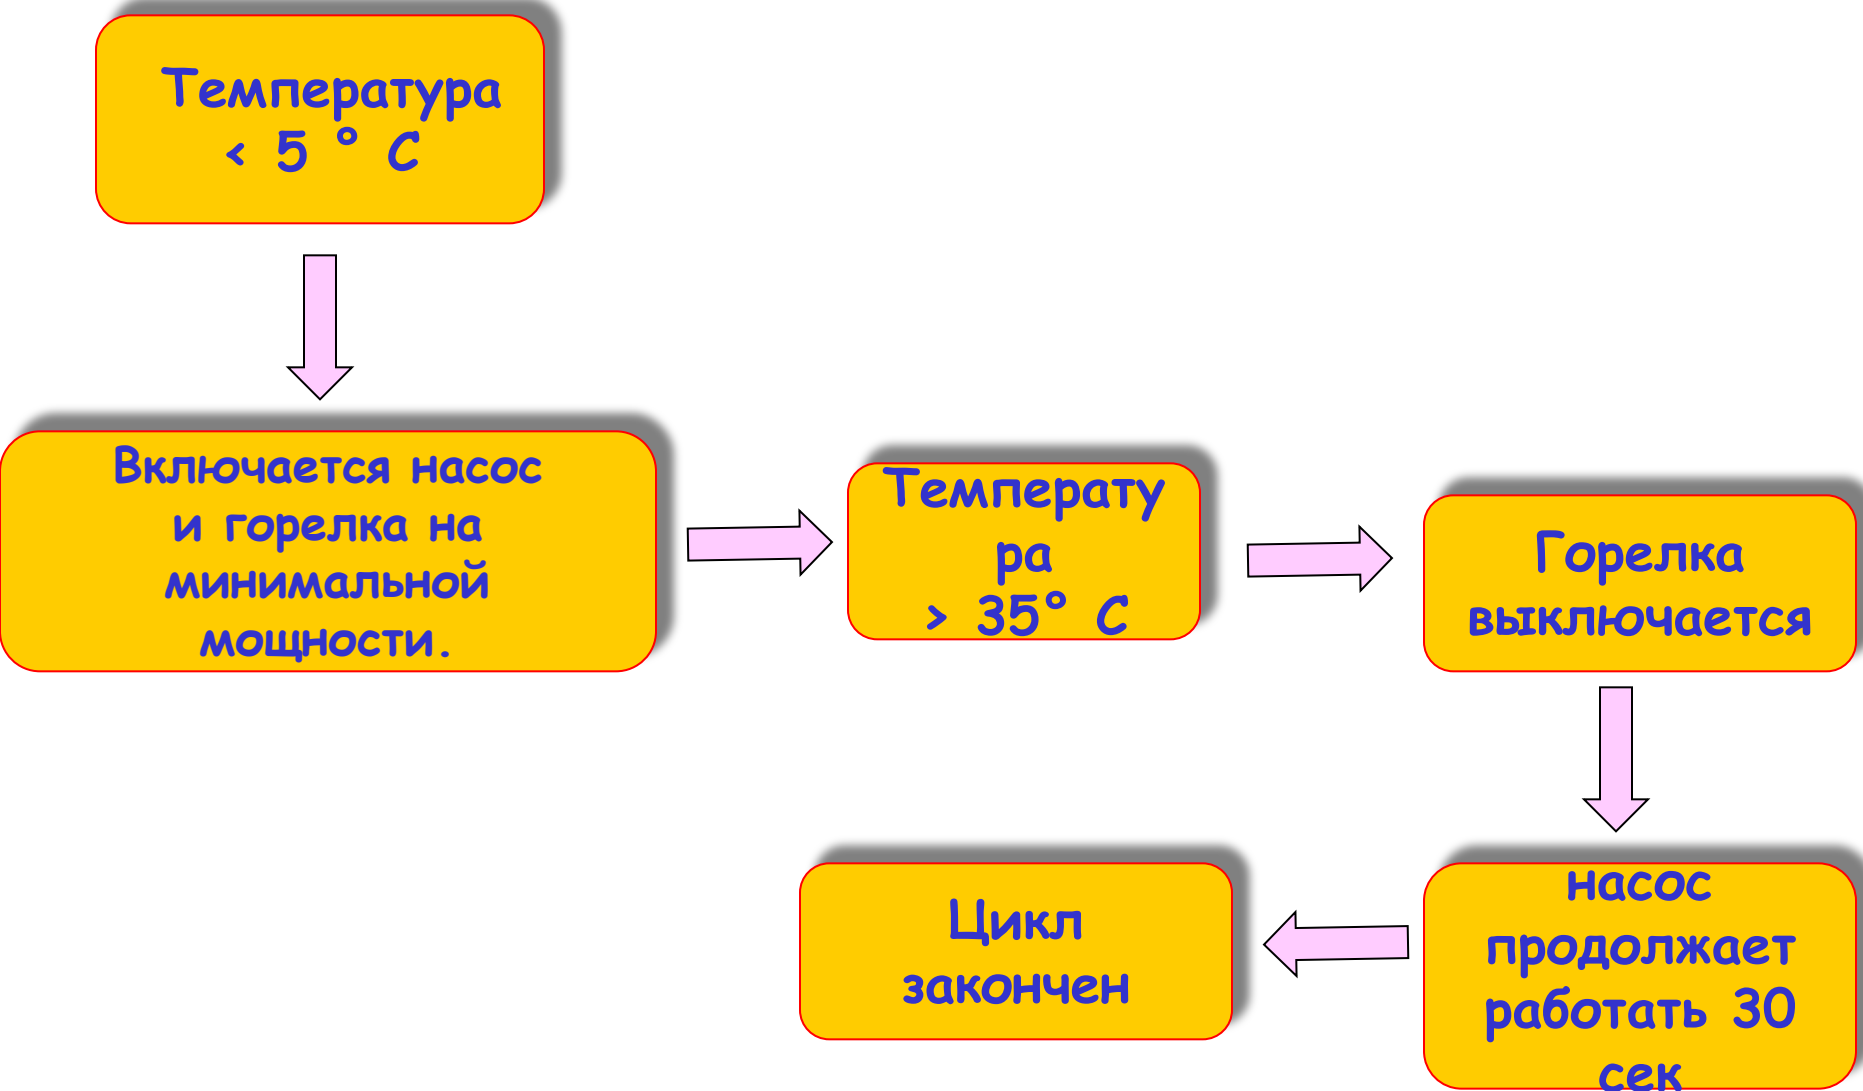 Температура
< 5 ° C
Включается насос
и горелка на
минимальной
мощности.
Температу
ра
> 35° C
Горелка
выключается
насос
продолжает
работать 30
сек
Цикл
закончен